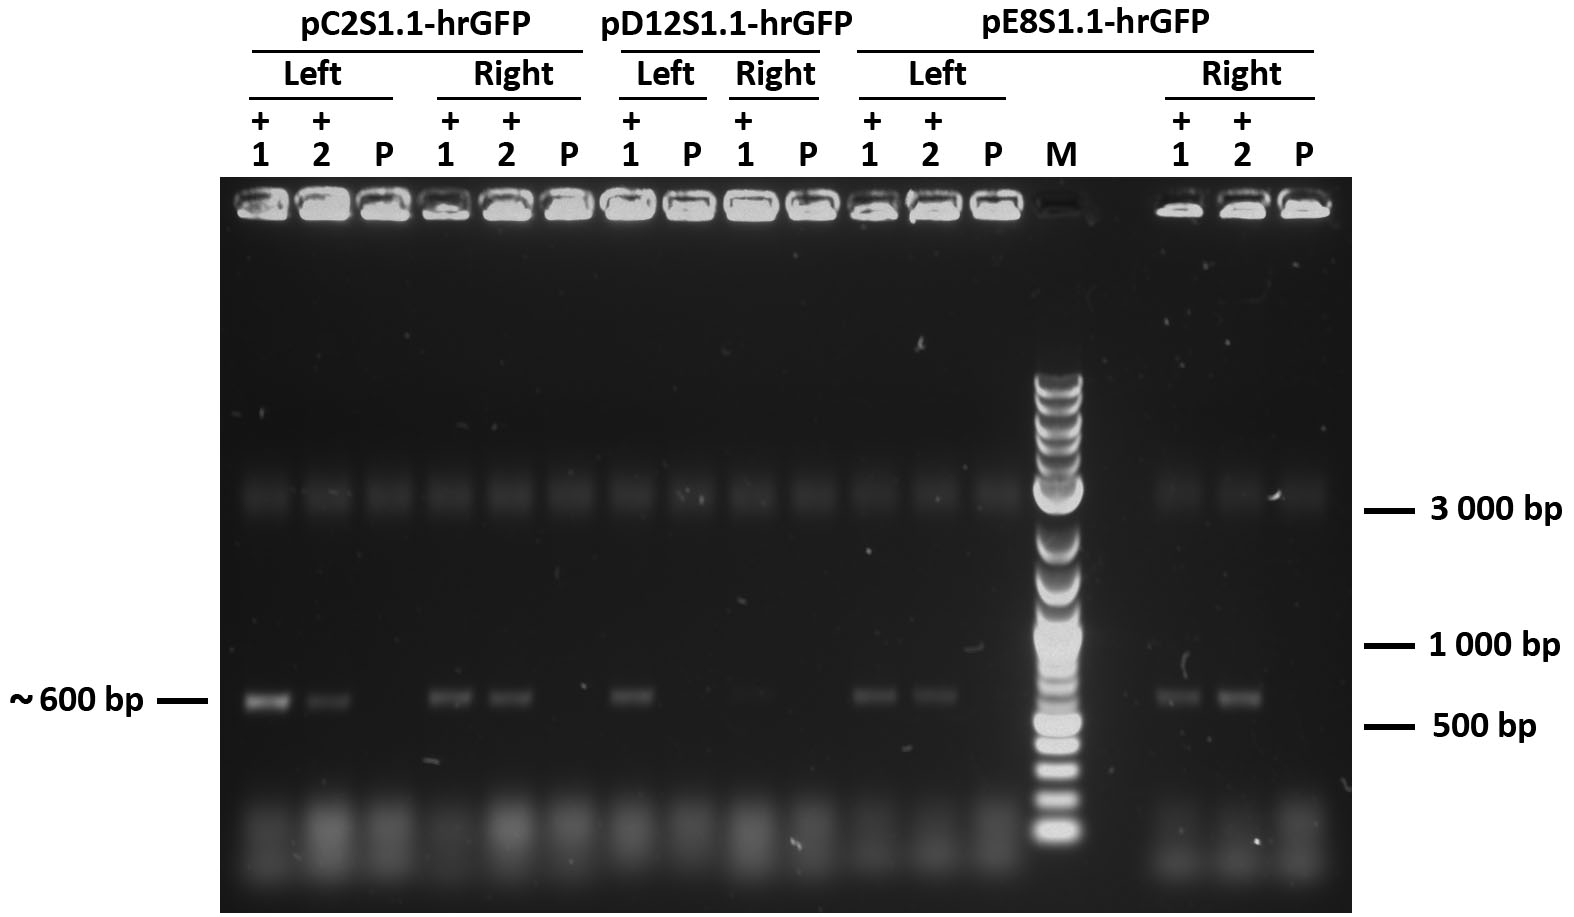 pC2S1.1-hrGFP pD12S1.1-hrGFP pE8S1.1-hrGFP
Left Right Left Right Left Right
+ + + + + + + + + +
1 2 P 1 2 P 1 P 1 P 1 2 P M 1 2 P
3 000 bp
1 000 bp
~ 600 bp
500 bp